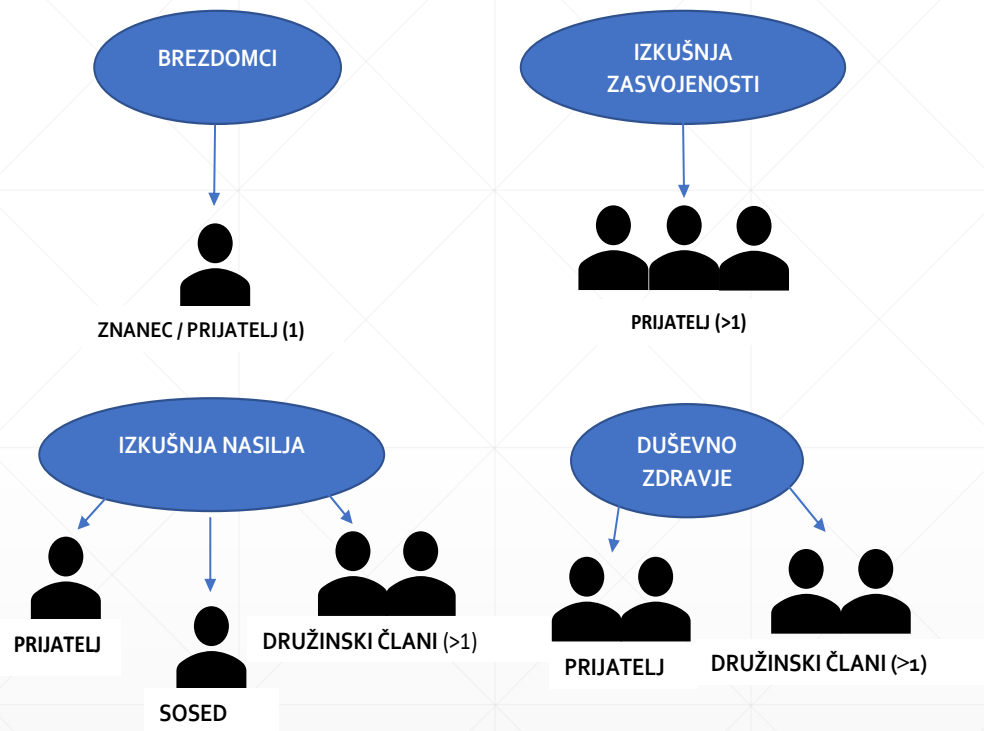 BREZDOMCI
ZNANEC / PRIJATELJ (1)
IZKUŠNJA
ZASVOJENOSTI
PRIJATELJ (>1)
IZKUŠNJA NASILJA
PRIJATELJ
SOSED
DRUŽINSKI ČLANI (>1)
DUŠEVNO
ZDRAVJE
PRIJATELJ
DRUŽINSKI ČLANI (>1)